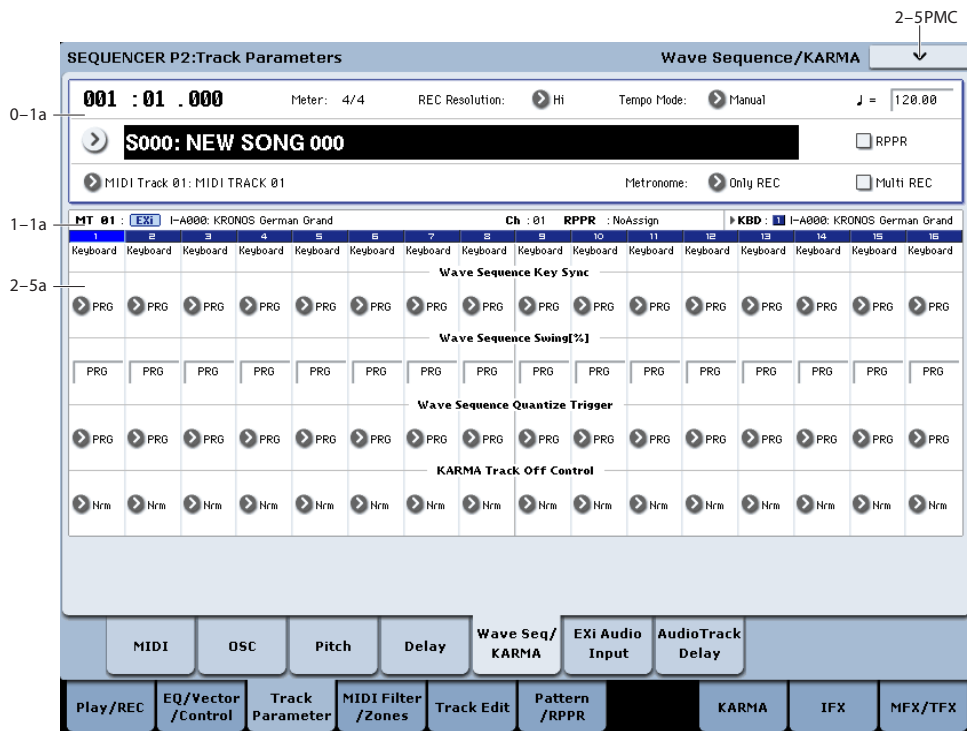 2–5PMC
SEQUENCER P2:Track Parameters Wave Sequence/KARMA
0–1a
001 :01 .000 Meter: 4/4 REC Resolution: Hi Tempo Mode: Manual ♩ = 120.00
S000: NEW SONG 000 RPPR
MIDI Track 01: MIDI TRACK 01 Metronome: Only REC Multi REC
1–1a
MT 01 : EXi I-A000: KRONOS German Grand Ch :01 RPPR :NoAssign KBD : 1 I-A000: KRONOS German Grand
1 2 3 4 5 6 7 8 9 10 11 12 13 14 15 16
Keyboard Keyboard Keyboard Keyboard Keyboard Keyboard Keyboard Keyboard Keyboard Keyboard Keyboard Keyboard Keyboard Keyboard Keyboard Keyboard
2–5a
Wave Sequence Key Sync
PRG PRG PRG PRG PRG PRG PRG PRG PRG PRG PRG PRG PRG PRG PRG PRG
Wave Sequence Swing[%]
PRG PRG PRG PRG PRG PRG PRG PRG PRG PRG PRG PRG PRG PRG PRG PRG
Wave Sequence Quantize Trigger
PRG PRG PRG PRG PRG PRG PRG PRG PRG PRG PRG PRG PRG PRG PRG PRG
KARMA Track Off Control
Nrm Nrm Nrm Nrm Nrm Nrm Nrm Nrm Nrm Nrm Nrm Nrm Nrm Nrm Nrm Nrm
MIDI OSC Pitch Delay Wave Seq/ KARMA EXi Audio Input AudioTrack Delay
Play/REC EQ/Vector /Control Track Parameter MIDI Filter /Zones Track Edit Pattern /RPPR KARMA IFX MFX/TFX